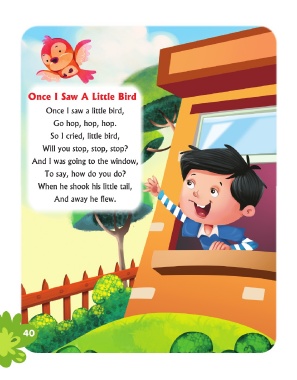 Once I Saw A Little Bird
Once I saw a little bird,
Go hop, hop, hop.
So I cried, little bird,
Will you stop, stop, stop?
And I was going to the window,
To say, how do you do?
When he shook his little tail,
And away he flew.
40